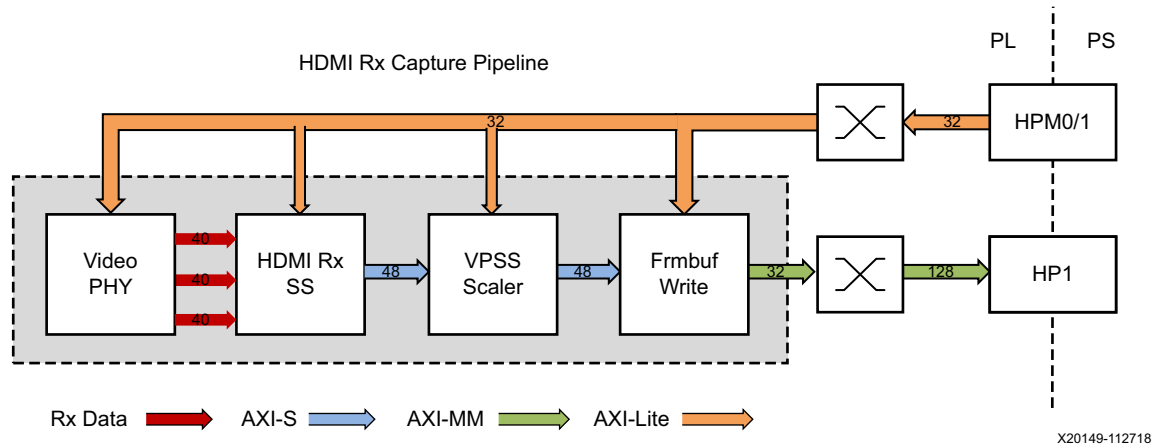 PL
PS
HDMI Rx Capture Pipeline
32
32
HPM0/1
Video
PHY
40
40
40
HDMI Rx
SS
48
VPSS
Scaler
48
Frmbuf
Write
32
128
HP1
Rx Data
AXI-S
AXI-MM
AXI-Lite
X20149-112718